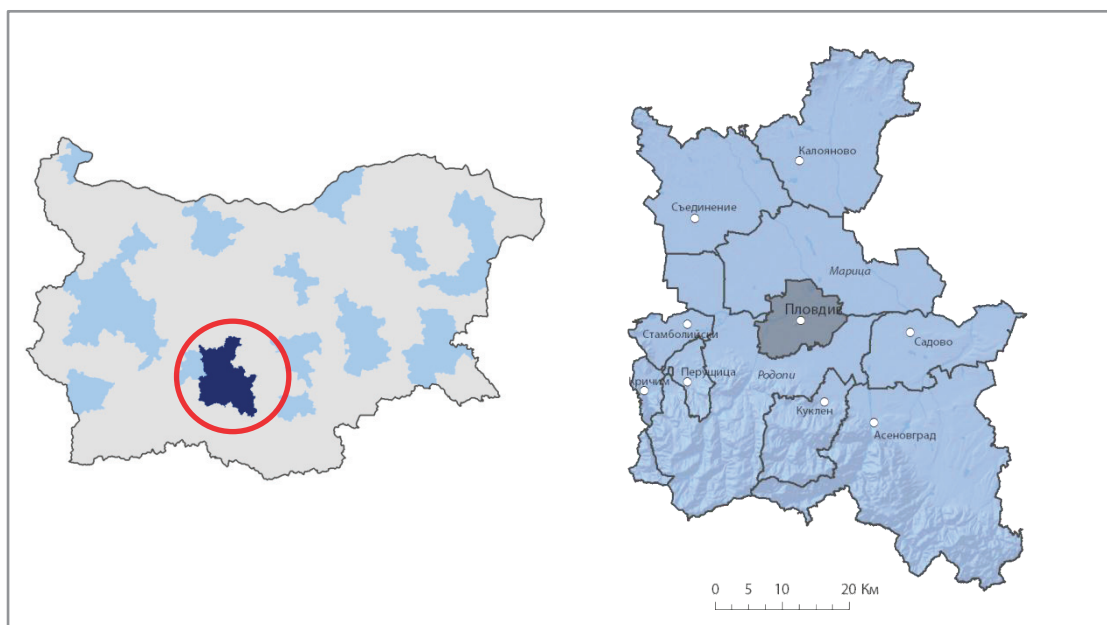 Калояново
Съединение
Марица
Пловдив
Стамболийски
Садово
Перущица
Родопи
Кричим
Куклен
Асеновград
0 5 10 20 Км